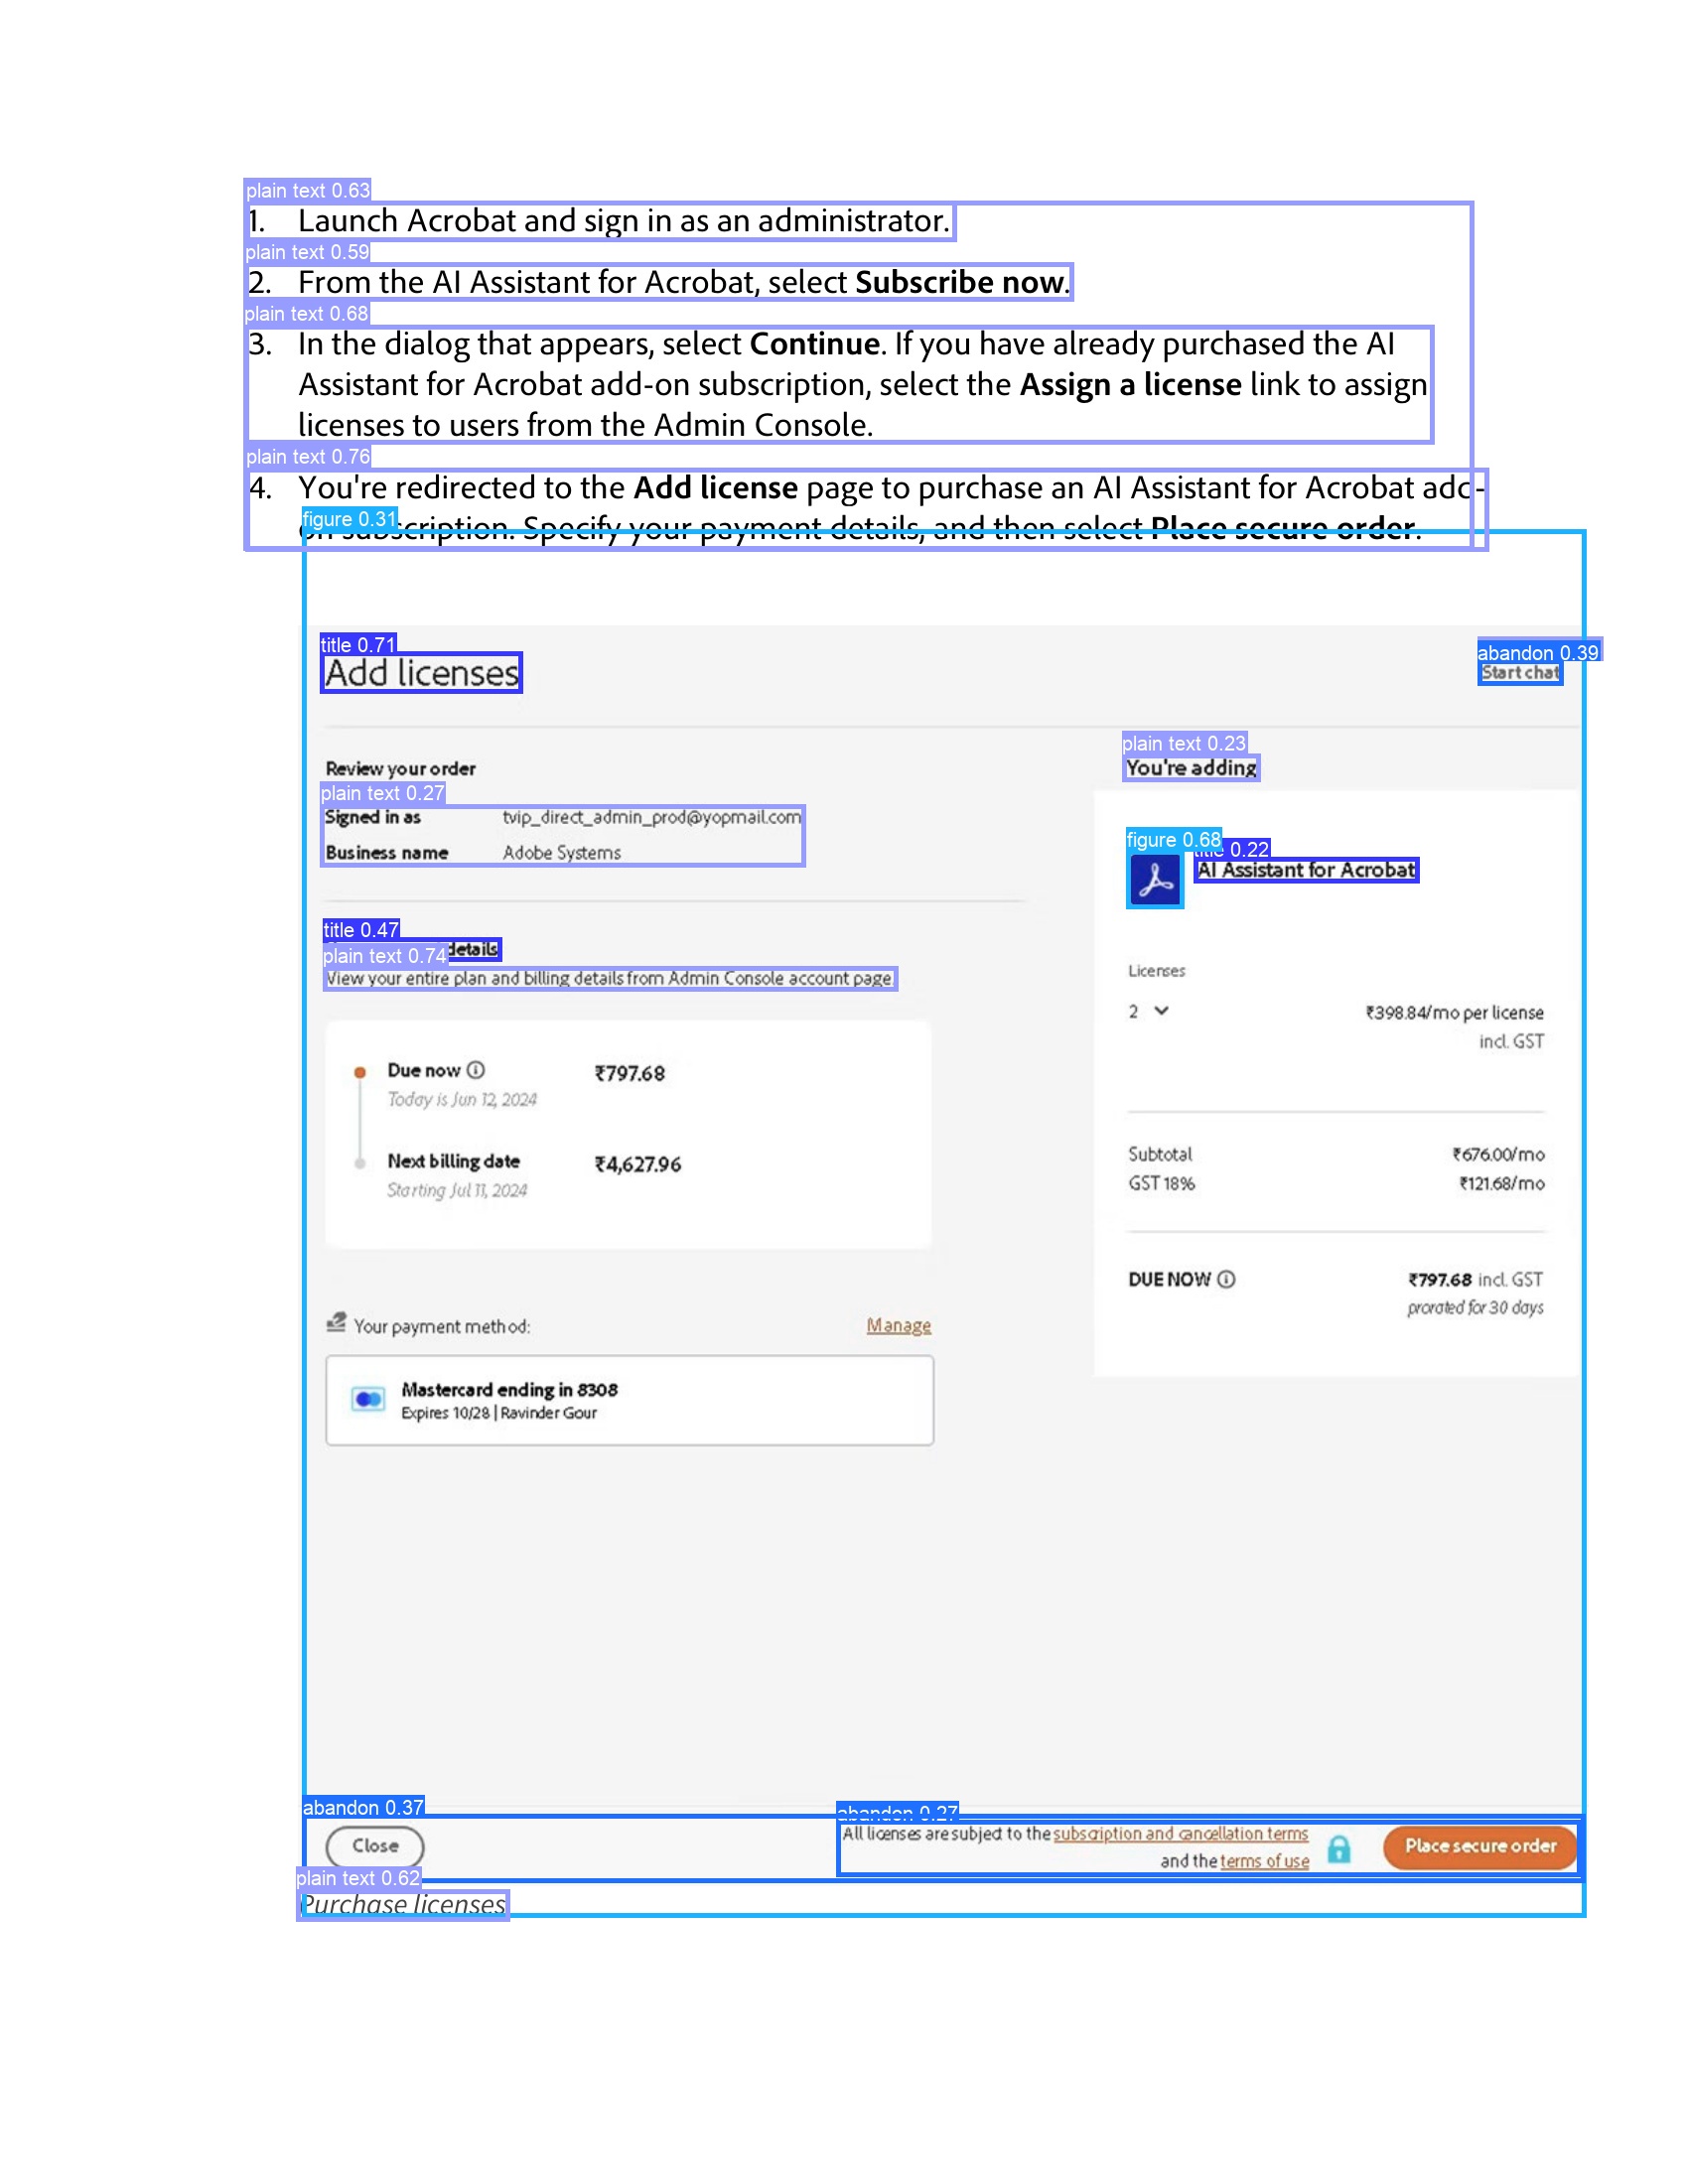 plain text 0.63
1. Launch Acrobat and sign in as an administrator.
plain text 0.59
2. From the AI Assistant for Acrobat, select Subscribe now.
plain text 0.68
3. In the dialog that appears, select Continue. If you have already purchased the AI
Assistant for Acrobat add-on subscription, select the Assign a license link to assign
licenses to users from the Admin Console.
plain text 0.76
4. You're redirected to the Add license page to purchase an AI Assistant for Acrobat add-
figure 0.31
on subscription. Specify your payment details, and then select Place secure order.
title 0.71
Add licenses
abandon 0.39
Start chat
Review your order
plain text 0.27
Signed in as tvip_direct_admin_prod@yopmail.com
Business name Adobe Systems
title 0.47
details
plain text 0.74
View your entire plan and billing details from Admin Console account page.
Due now ₹797.68
Today is Jun 12, 2024
Next billing date ₹4,627.96
Starting Jul 11, 2024
Your payment method: Manage
Mastercard ending in 8308
Expires 10/28 | Ravinder Gour
plain text 0.23
You're adding
figure 0.68
title 0.22
AI Assistant for Acrobat
Licenses
2 ₹398.84/mo per license
incl. GST
Subtotal ₹676.00/mo
GST 18% ₹121.68/mo
DUE NOW ₹797.68 incl. GST
prorated for 30 days
abandon 0.37
abandon 0.27
Close
All licenses are subject to the subscription and cancellation terms
and the terms of use
Place secure order
plain text 0.62
Purchase licenses